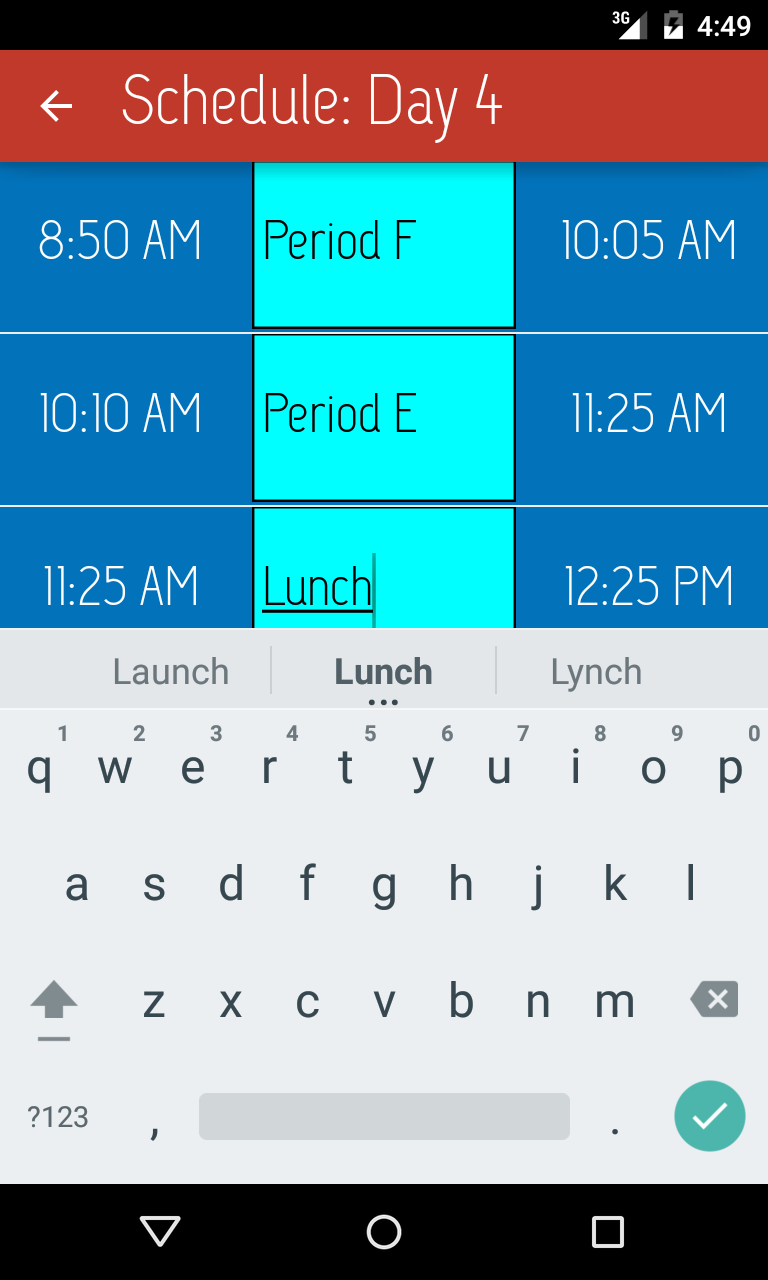 3G 4:49
Schedule: Day 4
8:50 AM Period F 10:05 AM
10:10 AM Period E 11:25 AM
11:25 AM Lunch 12:25 PM
Launch Lunch Lynch
1 2 3 4 5 6 7 8 9 0
q w e r t y u i o p
a s d f g h j k l
z x c v b n m
?123 , .